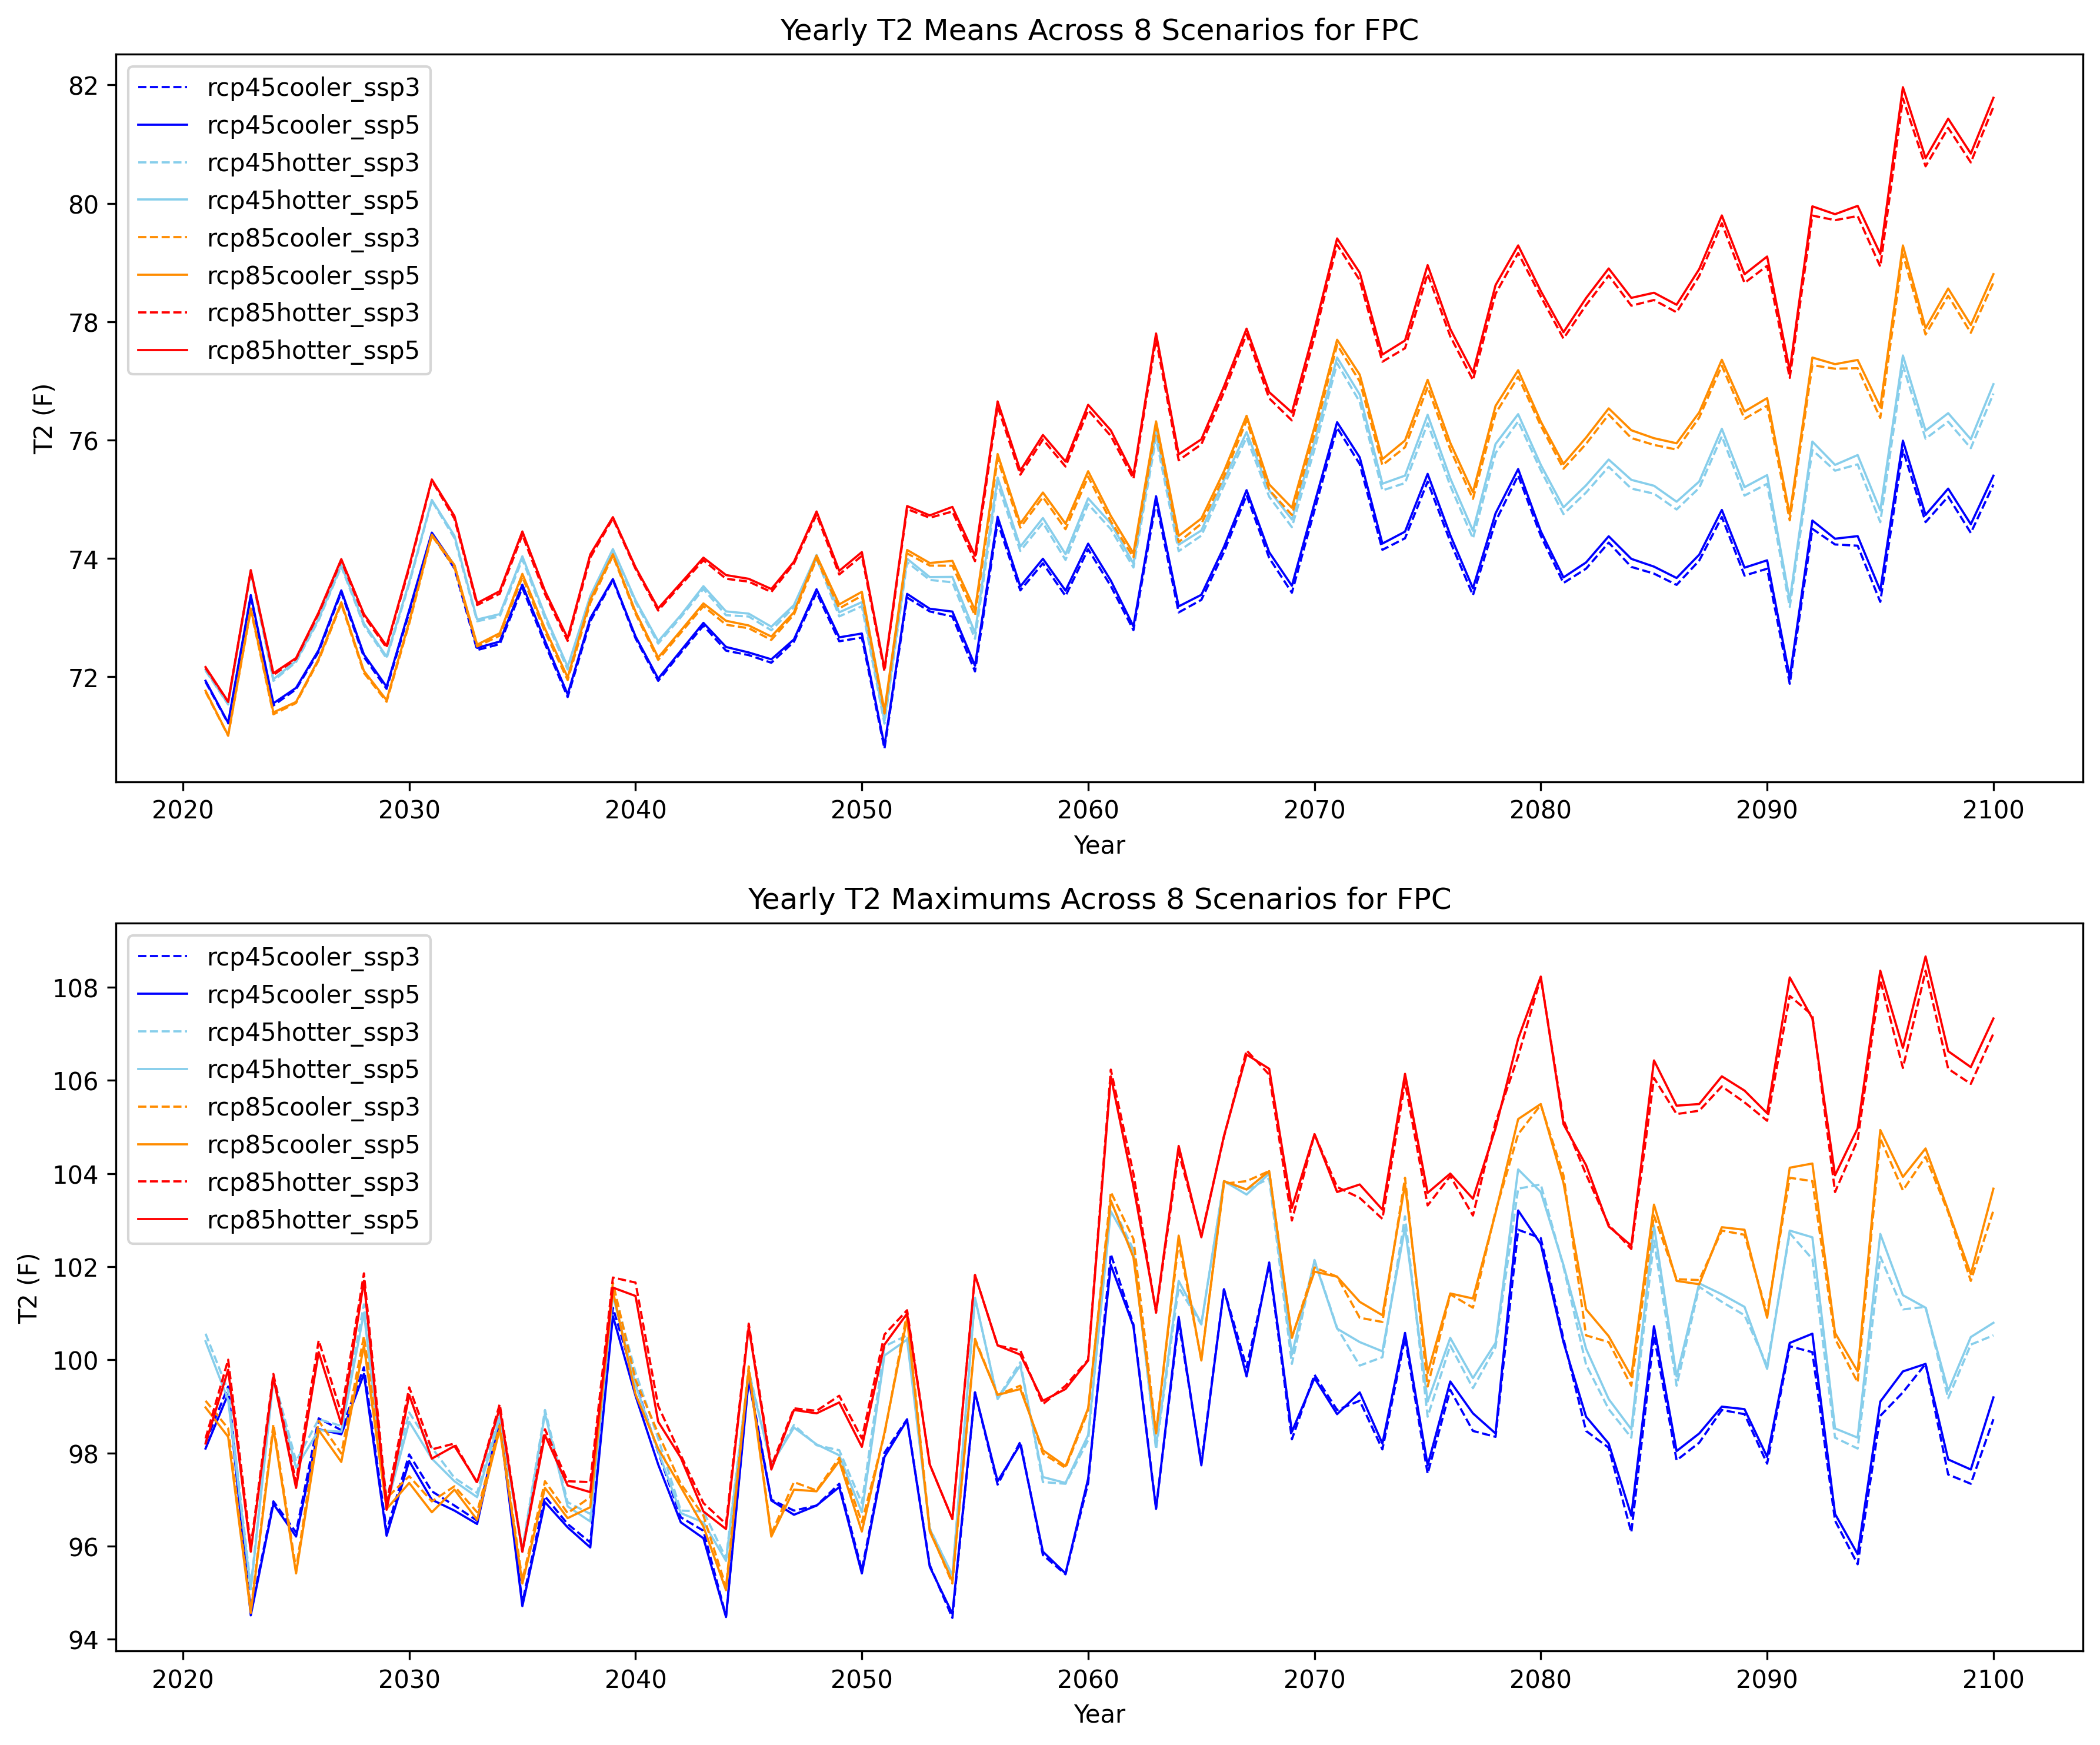 Yearly T2 Means Across 8 Scenarios for FPC
rcp45cooler_ssp3
rcp45cooler_ssp5
rcp45hotter_ssp3
rcp45hotter_ssp5
rcp85cooler_ssp3
rcp85cooler_ssp5
rcp85hotter_ssp3
rcp85hotter_ssp5
82
80
78
76
74
72
T2 (F)
2020 2030 2040 2050 2060 2070 2080 2090 2100
Year
Yearly T2 Maximums Across 8 Scenarios for FPC
rcp45cooler_ssp3
rcp45cooler_ssp5
rcp45hotter_ssp3
rcp45hotter_ssp5
rcp85cooler_ssp3
rcp85cooler_ssp5
rcp85hotter_ssp3
rcp85hotter_ssp5
108
106
104
102
100
98
96
94
T2 (F)
2020 2030 2040 2050 2060 2070 2080 2090 2100
Year